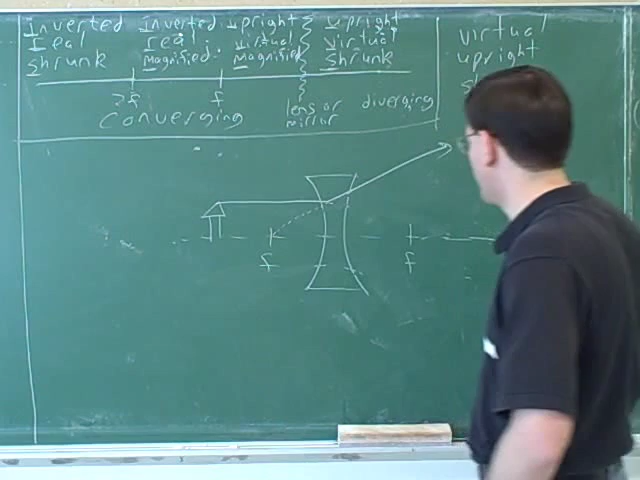 Inverted Inverted upright upright
real real virtual virtual
shrunk magnified magnified shrunk
2f f
converging lens or mirror diverging
virtual
upright
f f